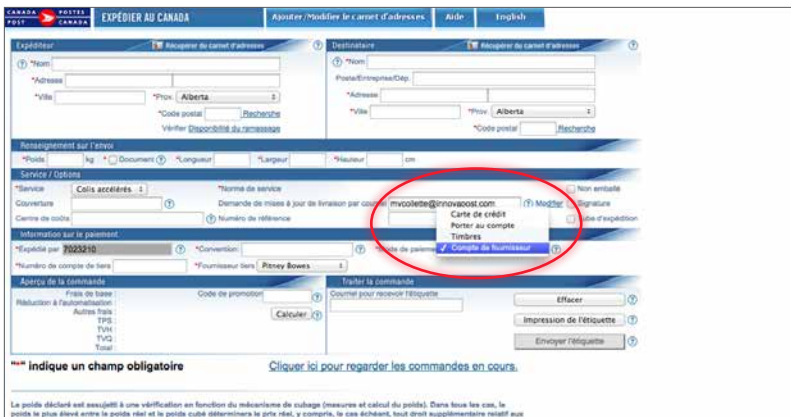 CANADA POSTES
POST CANADA
EXPÉDIER AU CANADA
Ajouter/Modifier le carnet d'adresses Aide English
Expéditeur Récupérer du carnet d'adresses Destinataire Récupérer du carnet d'adresses
*Nom *Nom
*Adresse Poste/Entreprise/Dép.
*Ville *Prov. Alberta *Adresse
*Code postal Recherche *Ville *Prov. Alberta
Vérifier Disponibilité du ramassage *Code postal Recherche
Renseignement sur l'envoi
*Poids kg * Document *Longueur *Largeur *Hauteur cm
Service / Options
*Service Colis accélérés *Norme de service Non emballé
Couverture Demande de mises à jour de livraison par courriel mvcollette@innovapost.com Modifier Signature
Centre de coûts Numéro de référence Tube d'expédition
Carte de crédit
Porter au compte
Timbres
✓ Compte de fournisseur
Information sur le paiement
*Expédié par 7023210 *Convention de paiement
*Numéro de compte de tiers *Fournisseur tiers Pitney Bowes
Aperçu de la commande Traiter la commande
Frais de base Code de promotion Courriel pour recevoir l'étiquette
Réduction à l'automatisation Effacer
Autres frais Calculer
TPS Impression de l'étiquette
TVH
TVQ Envoyer l'étiquette
Total
"*" indique un champ obligatoire Cliquer ici pour regarder les commandes en cours.
Le poids déclaré est assujetti à une vérification en fonction du mécanisme de cubage (mesures et calcul du poids). Dans tous les cas, le
poids le plus élevé entre le poids réel et le poids cubé déterminera le prix réel, y compris, le cas échéant, tout droit supplémentaire relatif aux